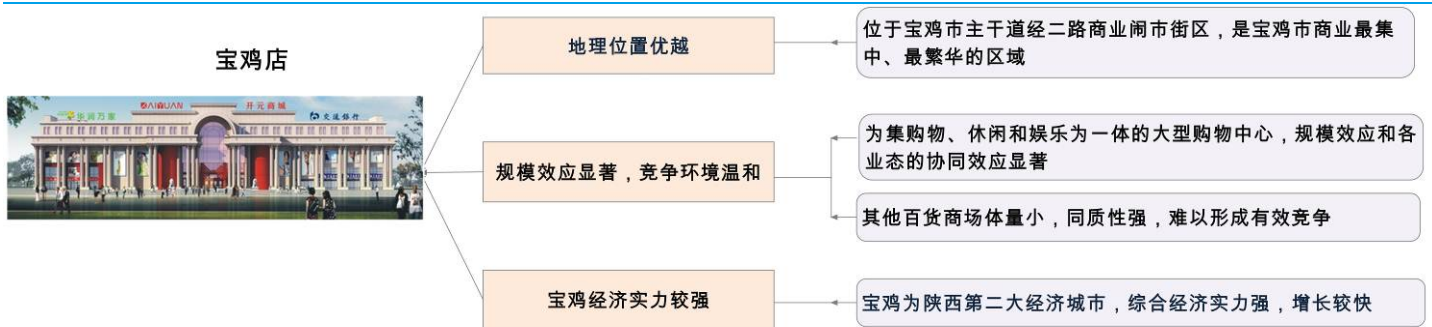 宝鸡店
华润万家
开元商城
交通银行
地理位置优越
位于宝鸡市主干道经二路商业闹市街区，是宝鸡市商业最集
中、最繁华的区域
规模效应显著，竞争环境温和
为集购物、休闲和娱乐为一体的大型购物中心，规模效应和各
业态的协同效应显著
其他百货商场体量小，同质性强，难以形成有效竞争
宝鸡经济实力较强
宝鸡为陕西第二大经济城市，综合经济实力强，增长较快